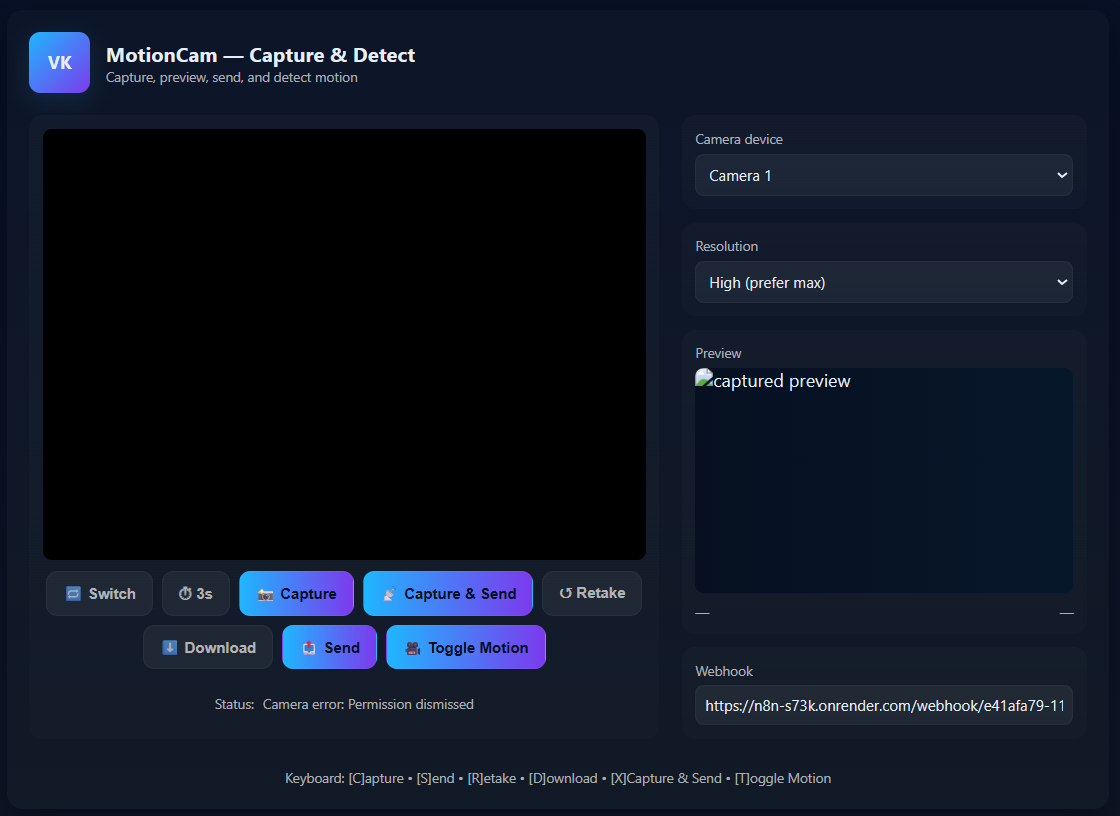 VK
MotionCam — Capture & Detect
Capture, preview, send, and detect motion
Camera device
Camera 1
Resolution
High (prefer max)
Preview
captured preview
—
—
Webhook
https://n8n-s73k.onrender.com/webhook/e41afa79-11
Switch
3s
Capture
Capture & Send
↺ Retake
Download
Send
Toggle Motion
Status: Camera error: Permission dismissed
Keyboard: [C]apture • [S]end • [R]etake • [D]ownload • [X]Capture & Send • [T]oggle Motion